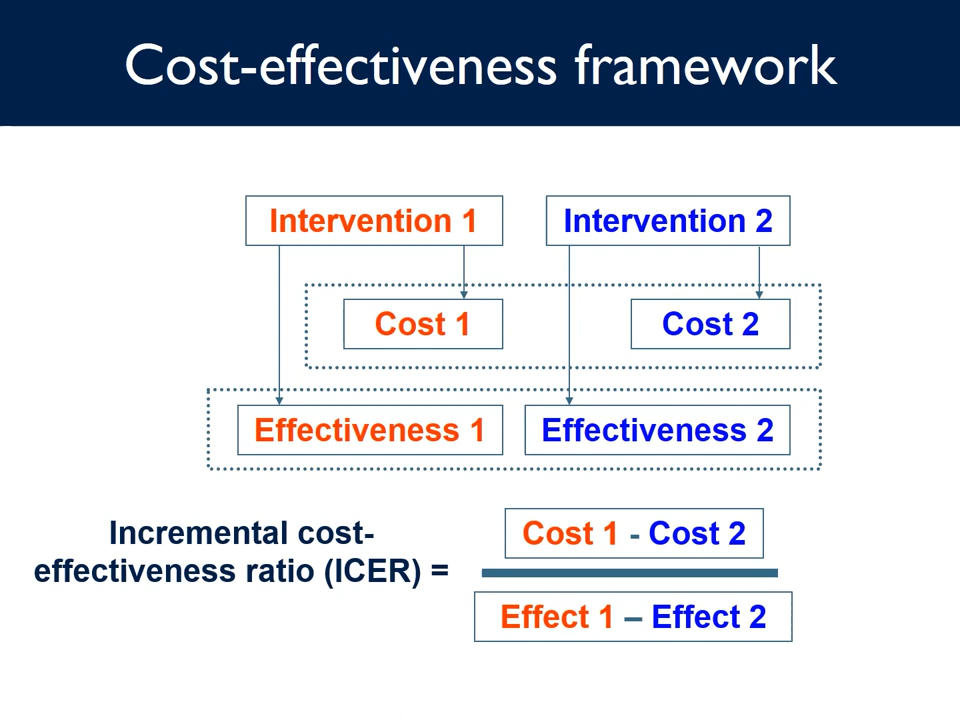 Cost-effectiveness framework
Intervention 1
Intervention 2
Cost 1
Cost 2
Effectiveness 1
Effectiveness 2
Incremental cost-
effectiveness ratio (ICER) =
Cost 1 - Cost 2
Effect 1 – Effect 2